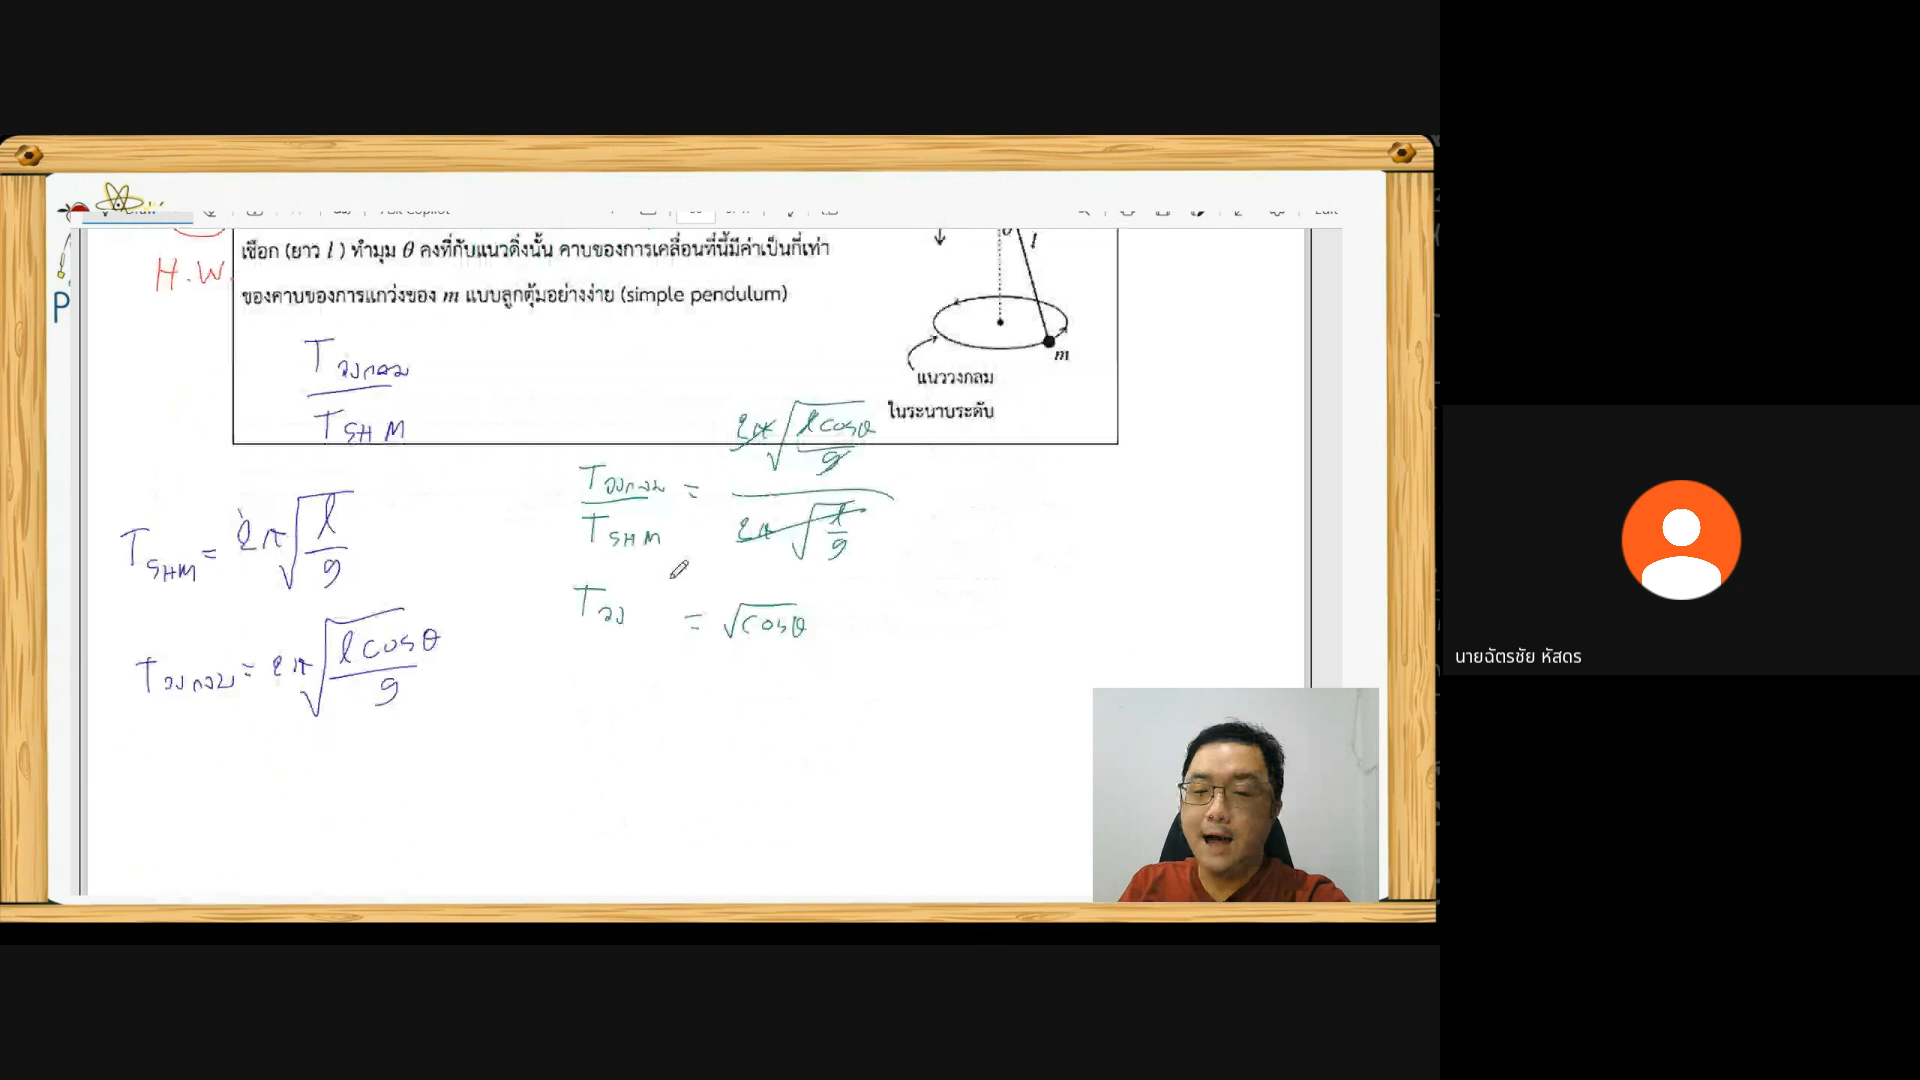 H.W.
P
เชือก (ยาว l ) ทำมุม θ คงที่กับแนวดิ่งนั้น คาบของการเคลื่อนที่นี้มีค่าเป็นกี่เท่า
ของคาบของการแกว่งของ m แบบลูกตุ้มอย่างง่าย (simple pendulum)
θ l
m
แนววงกลม
ในระนาบระดับ
T วงกลม / T SHM
T SHM = 2π √(l/g)
T วงกลม = 2π √(l cosθ/g)
T วงกลม / T SHM = 2π √(l cosθ/g) / 2π √(l/g)
T วง = √cosθ
นายฉัตรชัย หัสดร